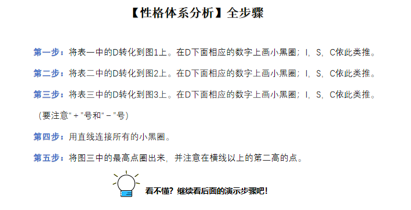 【性格体系分析】全步骤
第一步：将表一中的D转化到图1上。在D下面相应的数字上画小黑圈；I、S、C依此类推。
第二步：将表二中的D转化到图2上。在D下面相应的数字上画小黑圈；I、S、C依此类推。
第三步：将表三中的D转化到图3上。在D下面相应的数字上画小黑圈；I、S、C依此类推。
（要注意“＋”号和“－”号）
第四步：用直线连接所有的小黑圈。
第五步：将图三中的最高点圈出来，并注意在横线以上的第二高的点。
看不懂？继续看后面的演示步骤吧！